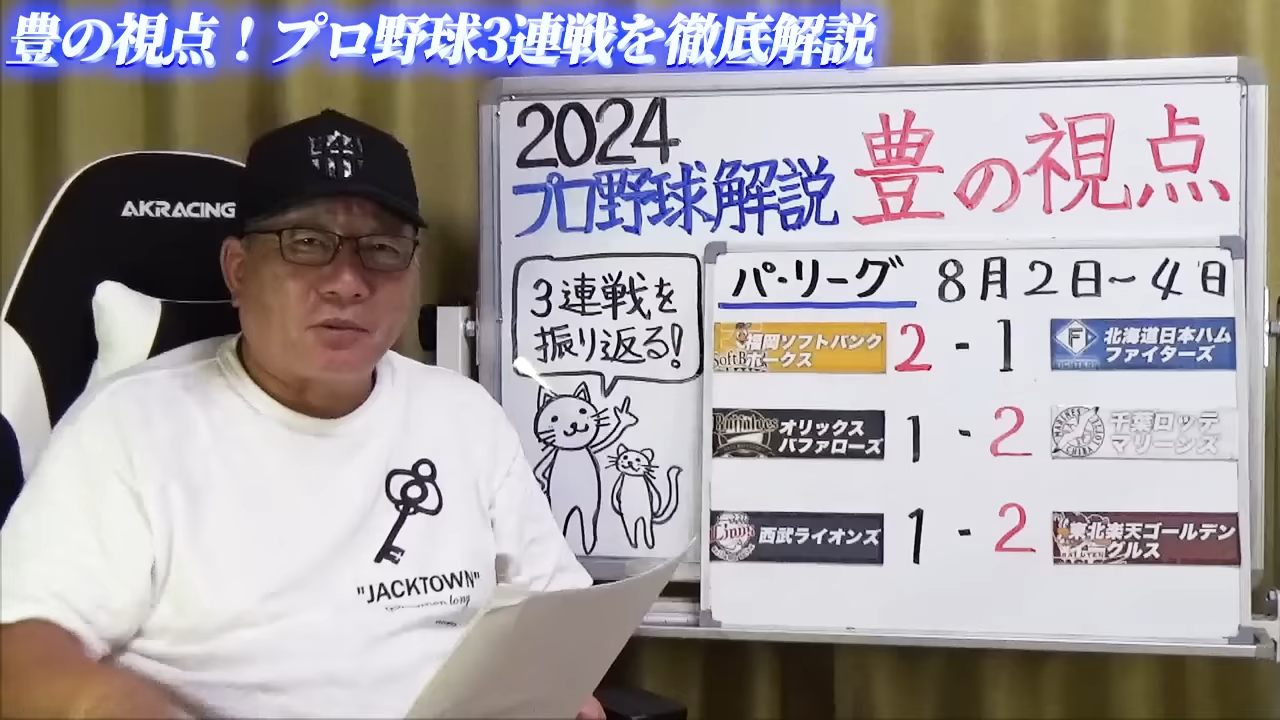 豊の視点！プロ野球3連戦を徹底解説
2024
プロ野球解説
豊の視点
AKRACING
3連戦を
振り返る!
パ・リーグ 8月2日～4日
福岡ソフトバンク
ホークス
2 - 1
北海道日本ハム
ファイターズ
Buffaloes
オリックス
バファローズ
1 - 2
千葉ロッテ
マリーンズ
Lions
西武ライオンズ
1 - 2
東北楽天ゴールデン
イーグルス
"JACKTOWN"